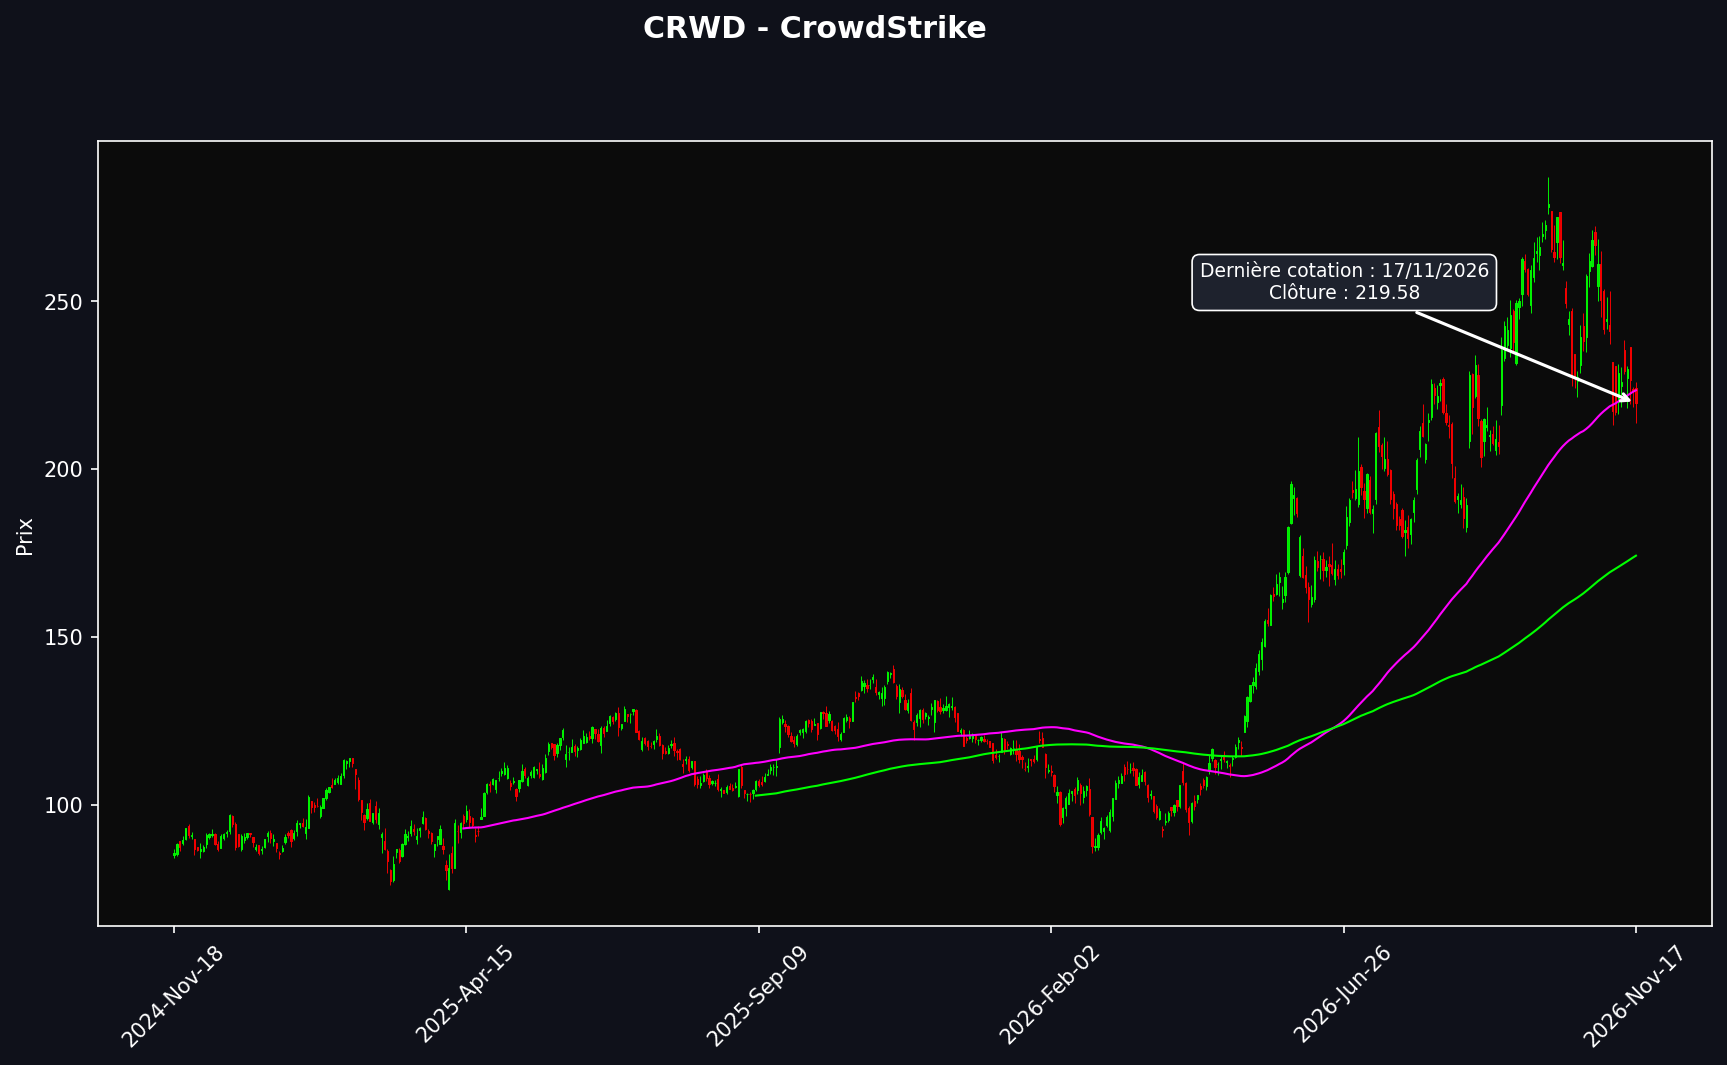 CRWD - CrowdStrike
Dernière cotation : 17/11/2026
Clôture : 219.58
Prix
250
200
150
100
2024-Nov-18
2025-Apr-15
2025-Sep-09
2026-Feb-02
2026-Jun-26
2026-Nov-17